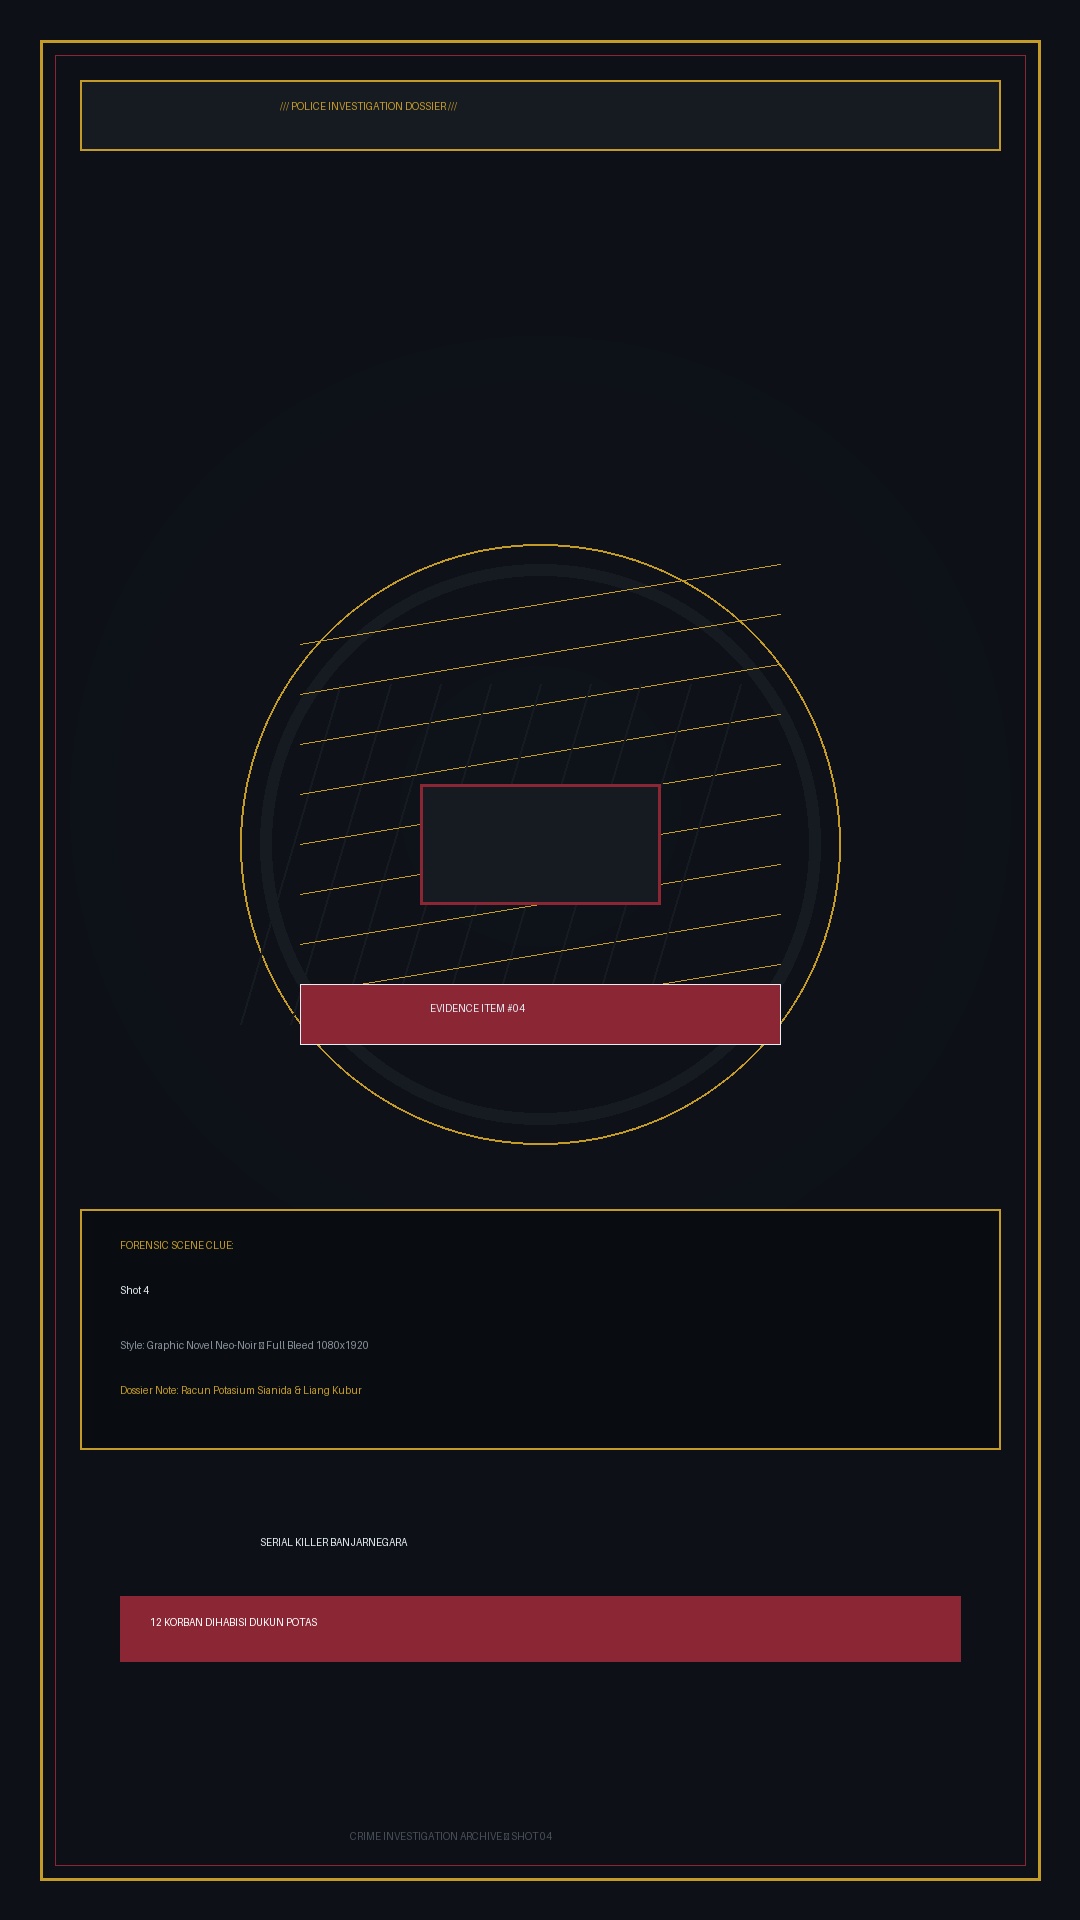 /// POLICE INVESTIGATION DOSSIER ///
EVIDENCE ITEM #04
FORENSIC SCENE CLUE:
Shot 4
Style: Graphic Novel Neo-Noir ▯ Full Bleed 1080x1920
Dossier Note: Racun Potasium Sianida & Liang Kubur
SERIAL KILLER BANJARNEGARA
12 KORBAN DIHABISI DUKUN POTAS
CRIME INVESTIGATION ARCHIVE ▯ SHOT 04